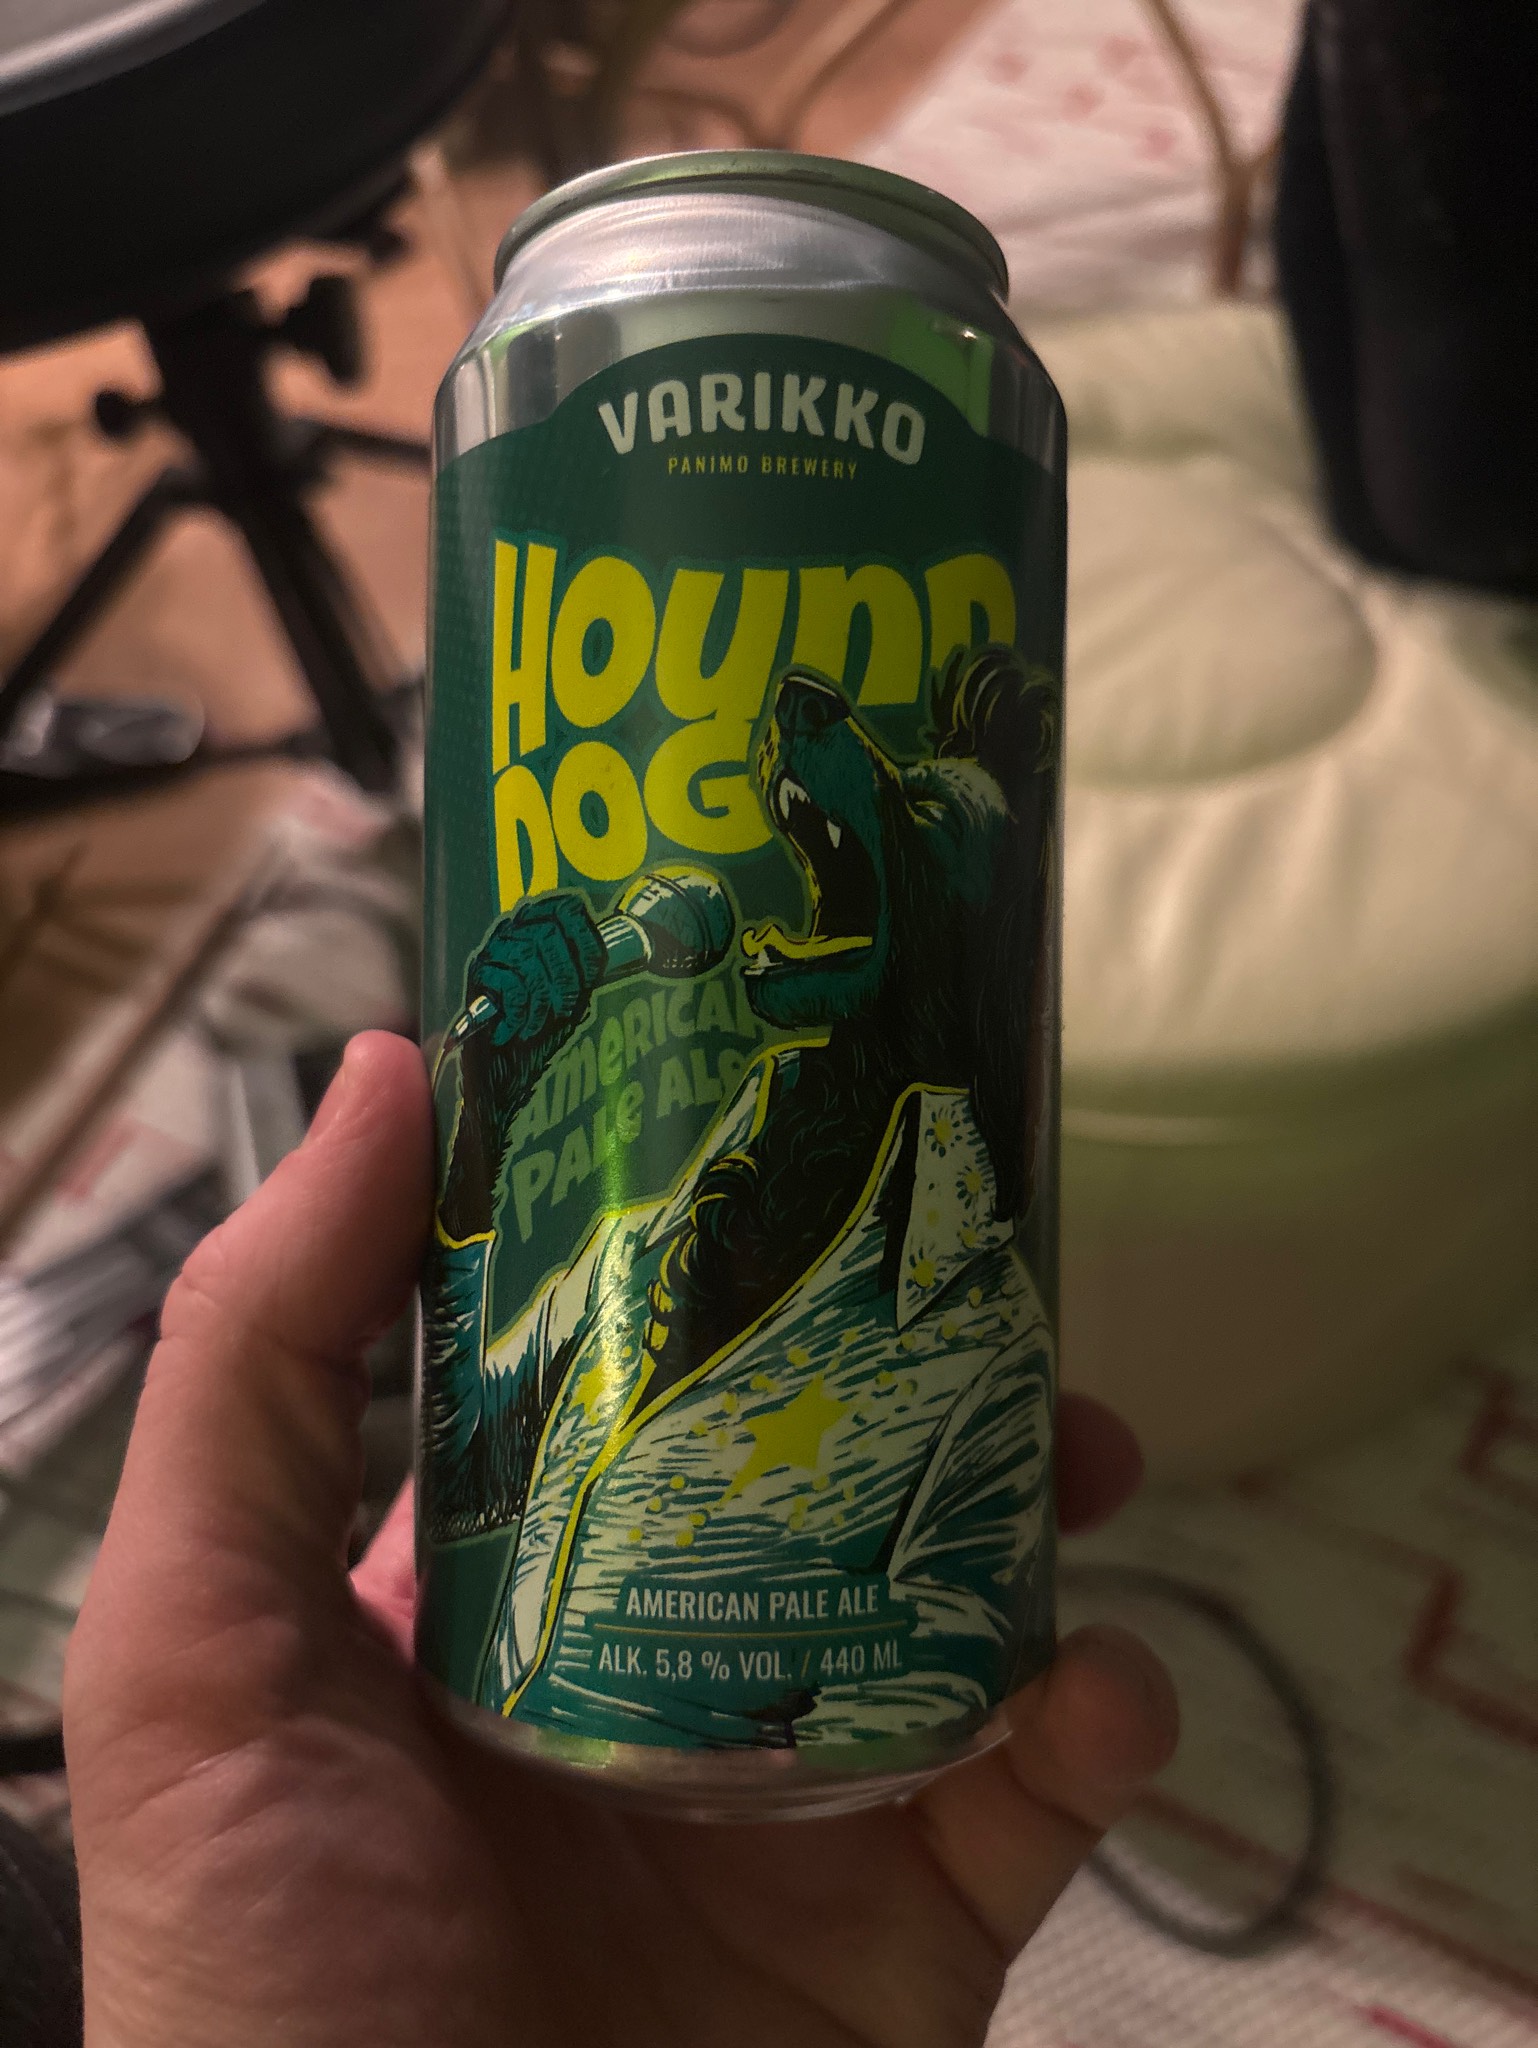 VARIKKO
PANIMO BREWERY
HOUND
DOG
AMERICAN
PALE ALE
AMERICAN PALE ALE
ALK. 5,8 % VOL. / 440 ML